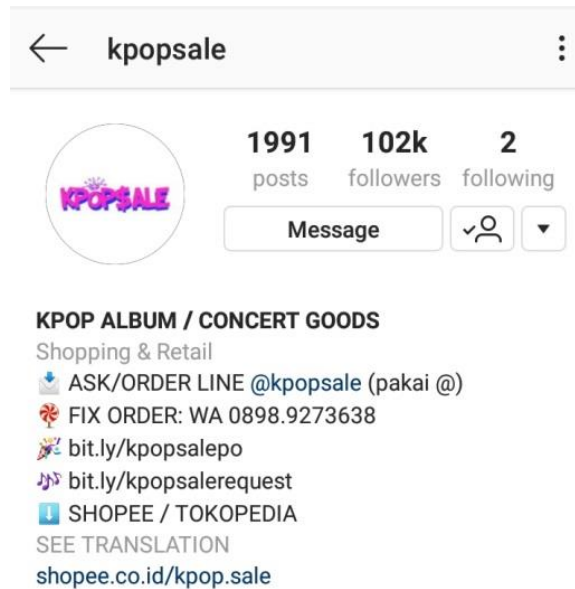 kpopsale
1991 102k 2
posts followers following
KPOP$ALE
Message
KPOP ALBUM / CONCERT GOODS
Shopping & Retail
ASK/ORDER LINE @kpopsale (pakai @)
FIX ORDER: WA 0898.9273638
bit.ly/kpopsalepo
bit.ly/kpopsalerequest
SHOPEE / TOKOPEDIA
SEE TRANSLATION
shopee.co.id/kpop.sale